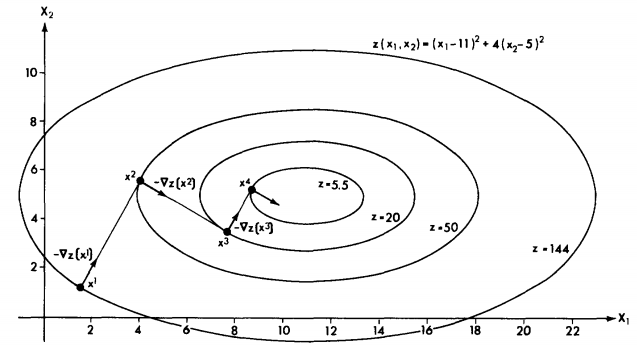 X₂
z(x₁,x₂)=(x₁-11)²+4(x₂-5)²
10
8
x²
-∇z(x²)
x⁴
6
z=5.5
4
-∇z(x³)
z=20
x³
z=50
-∇z(x¹)
z=144
2
x¹
X₁
2 4 6 8 10 12 14 16 18 20 22